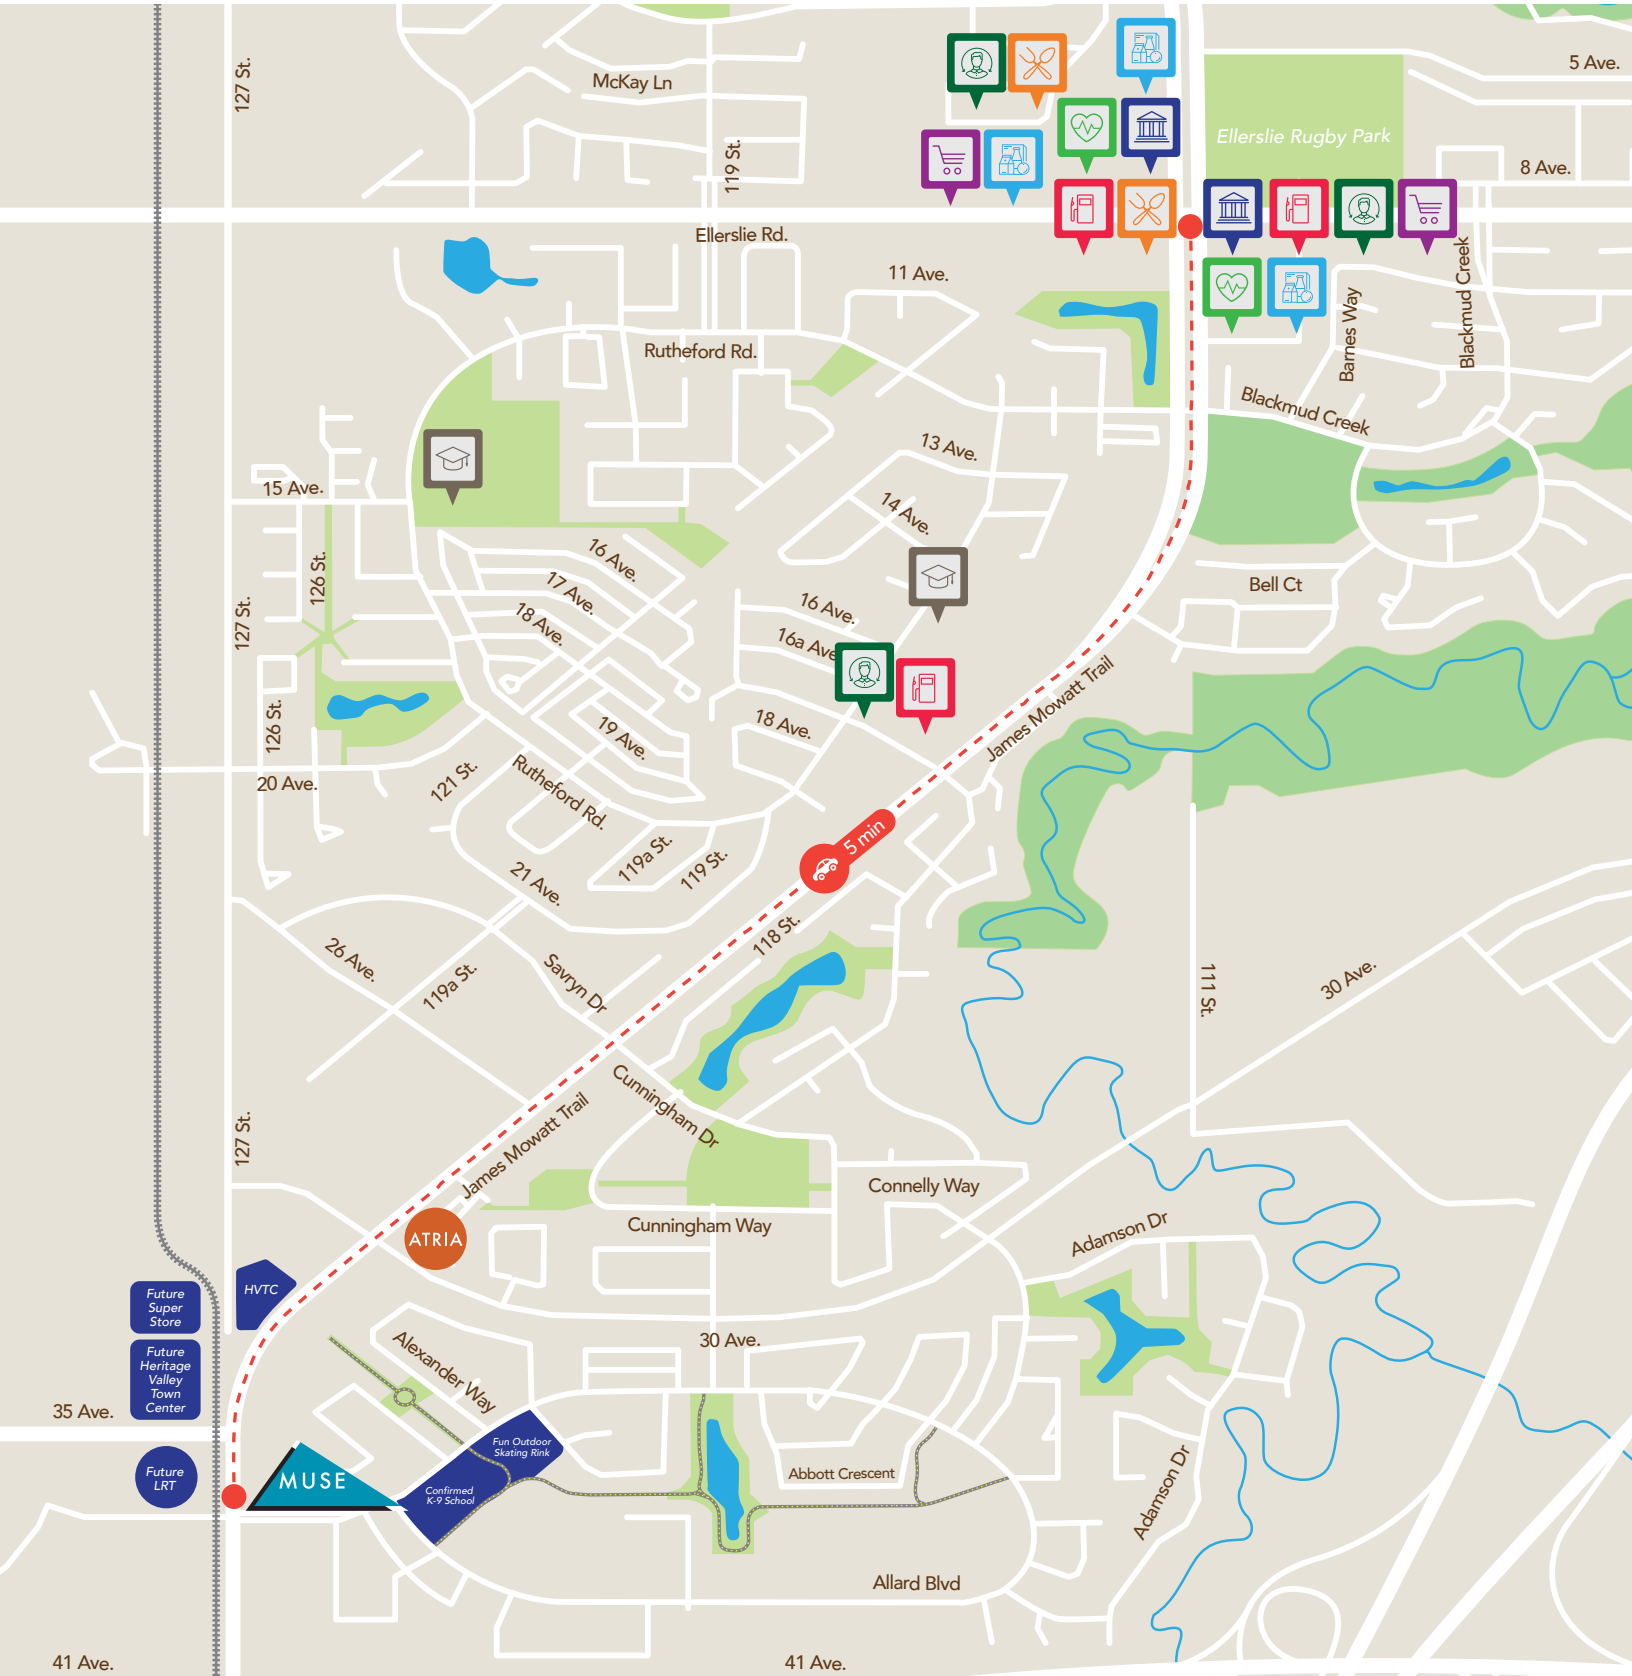 127 St.
McKay Ln
119 St.
5 Ave.
Ellerslie Rugby Park
8 Ave.
Ellerslie Rd.
11 Ave.
Blackmud Creek
Barnes Way
Rutheford Rd.
Blackmud Creek
13 Ave.
15 Ave.
14 Ave.
16 Ave.
126 St.
17 Ave.
Bell Ct
127 St.
18 Ave.
16 Ave.
16a Ave
James Mowatt Trail
126 St.
19 Ave.
18 Ave.
20 Ave.
121 St.
Rutheford Rd.
5 min
119a St.
119 St.
21 Ave.
118 St.
26 Ave.
119a St.
Savryn Dr
111 St.
30 Ave.
127 St.
Cunningham Dr
James Mowatt Trail
Connelly Way
Cunningham Way
ATRIA
Adamson Dr
HVTC
Future
Super
Store
30 Ave.
Future
Heritage
Valley
Town
Center
Alexander Way
35 Ave.
Fun Outdoor
Skating Rink
Future
LRT
MUSE
Confirmed
K-9 School
Abbott Crescent
Adamson Dr
Allard Blvd
41 Ave.
41 Ave.